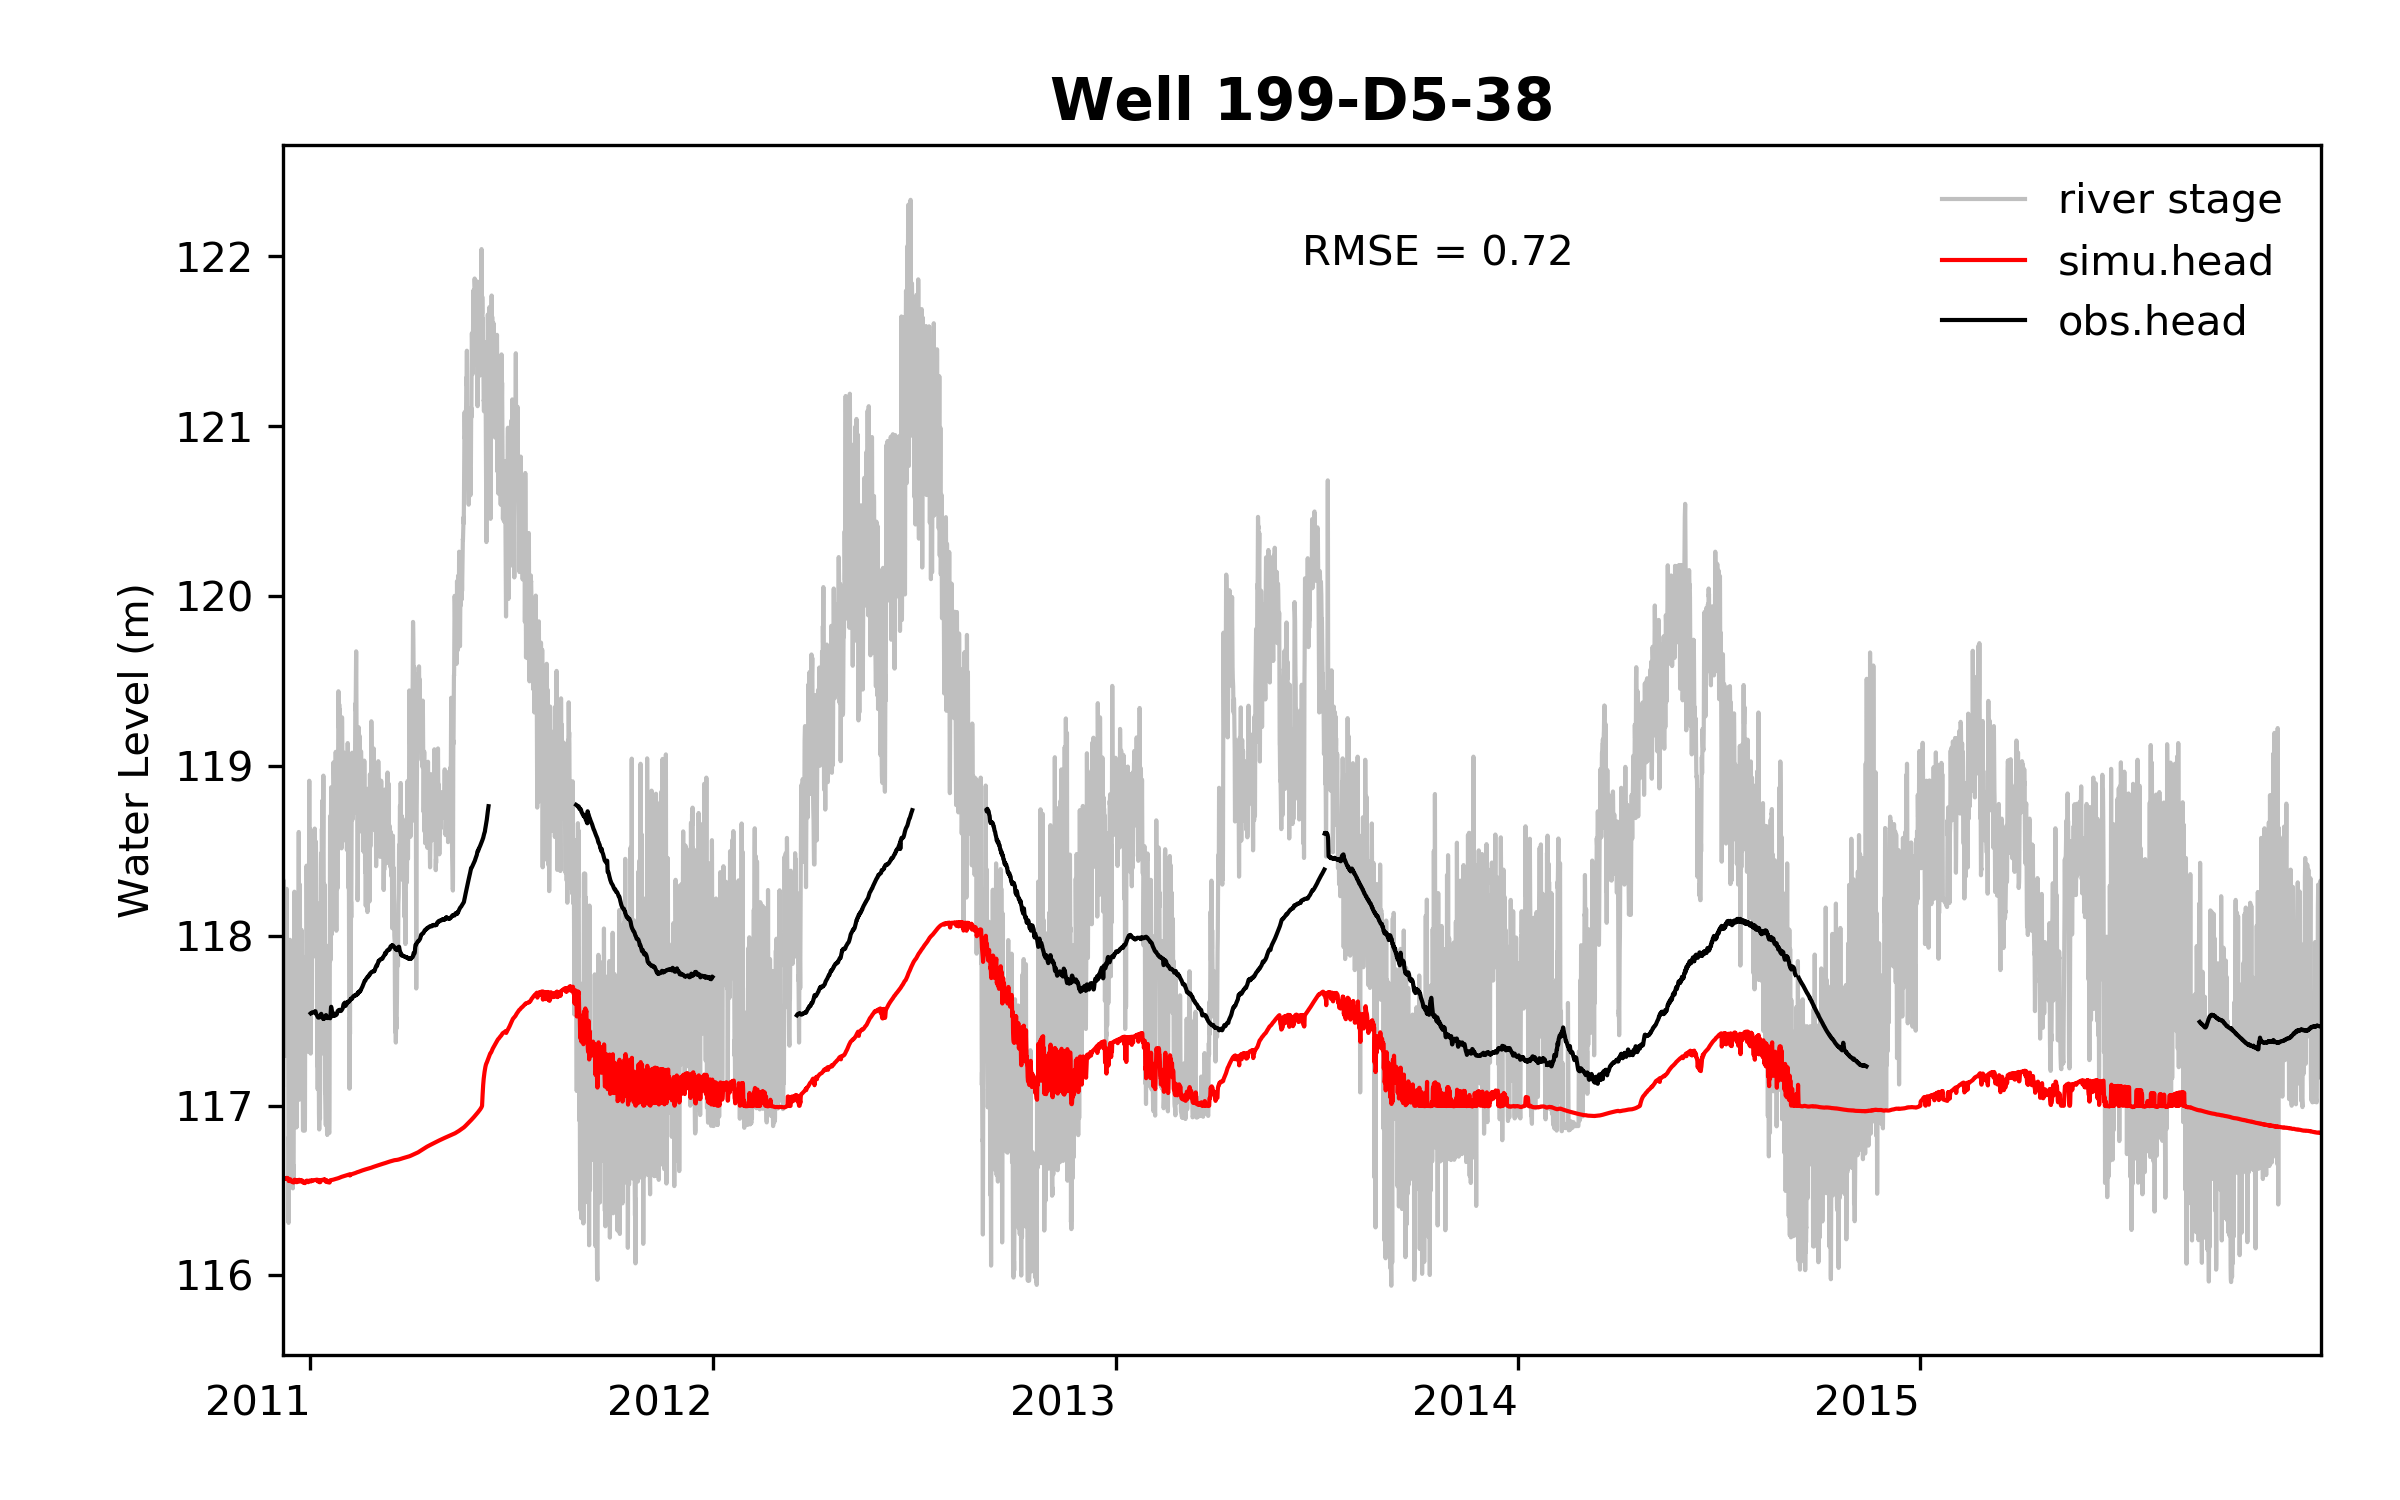 Well 199-D5-38
RMSE = 0.72
river stage
simu.head
obs.head
Water Level (m)
122
121
120
119
118
117
116
2011
2012
2013
2014
2015